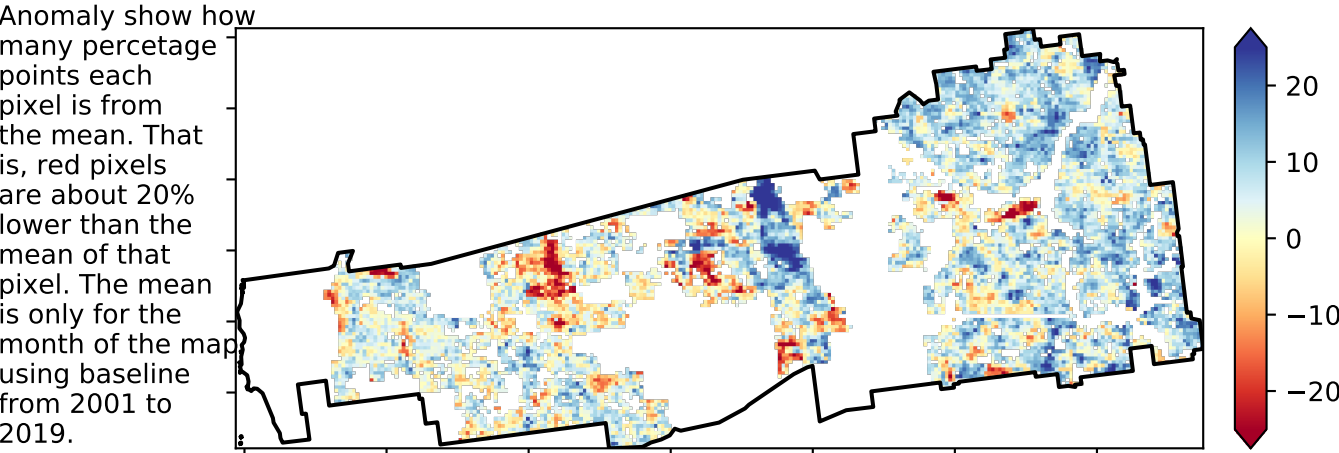 Anomaly show how
many percetage
points each
pixel is from
the mean. That
is, red pixels
are about 20%
lower than the
mean of that
pixel. The mean
is only for the
month of the map
using baseline
from 2001 to
2019.
20
10
0
−10
−20